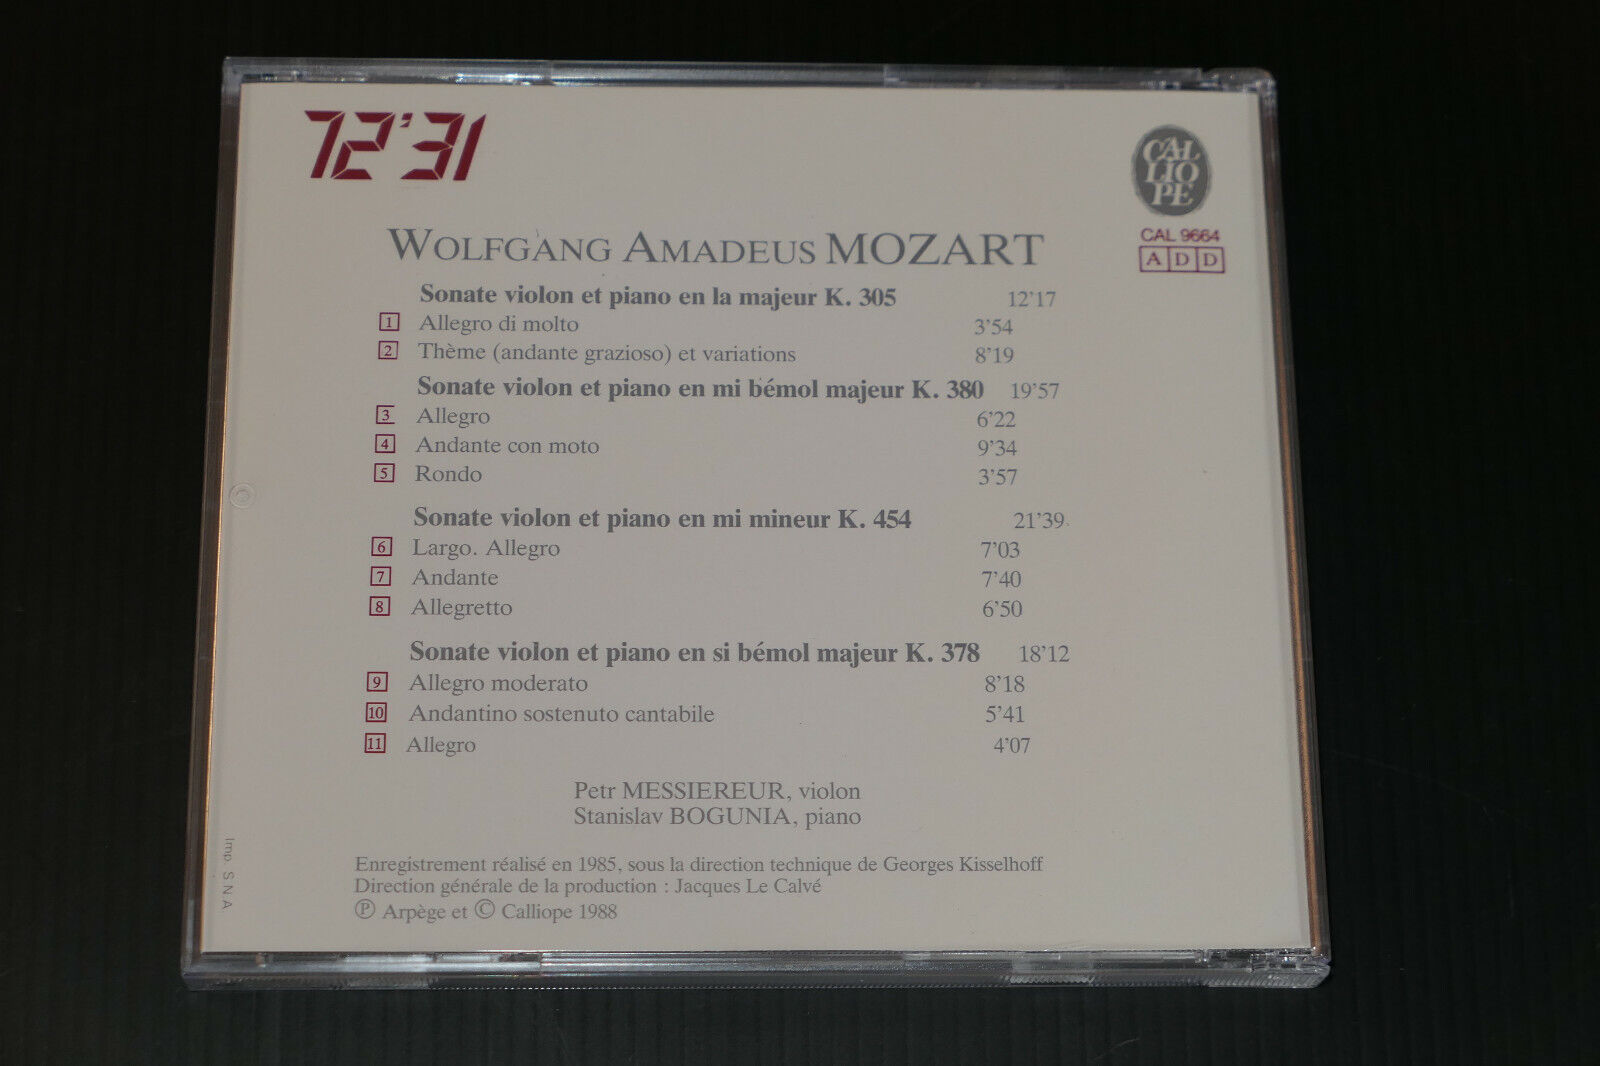 72'31
CAL
LIO
PE
CAL 9664
A D D
WOLFGANG AMADEUS MOZART
Sonate violon et piano en la majeur K. 305 12'17
1 Allegro di molto 3'54
2 Thème (andante grazioso) et variations 8'19
Sonate violon et piano en mi bémol majeur K. 380 19'57
3 Allegro 6'22
4 Andante con moto 9'34
5 Rondo 3'57
Sonate violon et piano en mi mineur K. 454 21'39
6 Largo. Allegro 7'03
7 Andante 7'40
8 Allegretto 6'50
Sonate violon et piano en si bémol majeur K. 378 18'12
9 Allegro moderato 8'18
10 Andantino sostenuto cantabile 5'41
11 Allegro 4'07
Petr MESSIEREUR, violon
Stanislav BOGUNIA, piano
Enregistrement réalisé en 1985, sous la direction technique de Georges Kisselhoff
Direction générale de la production : Jacques Le Calvé
℗ Arpège et © Calliope 1988
Imp. S N A